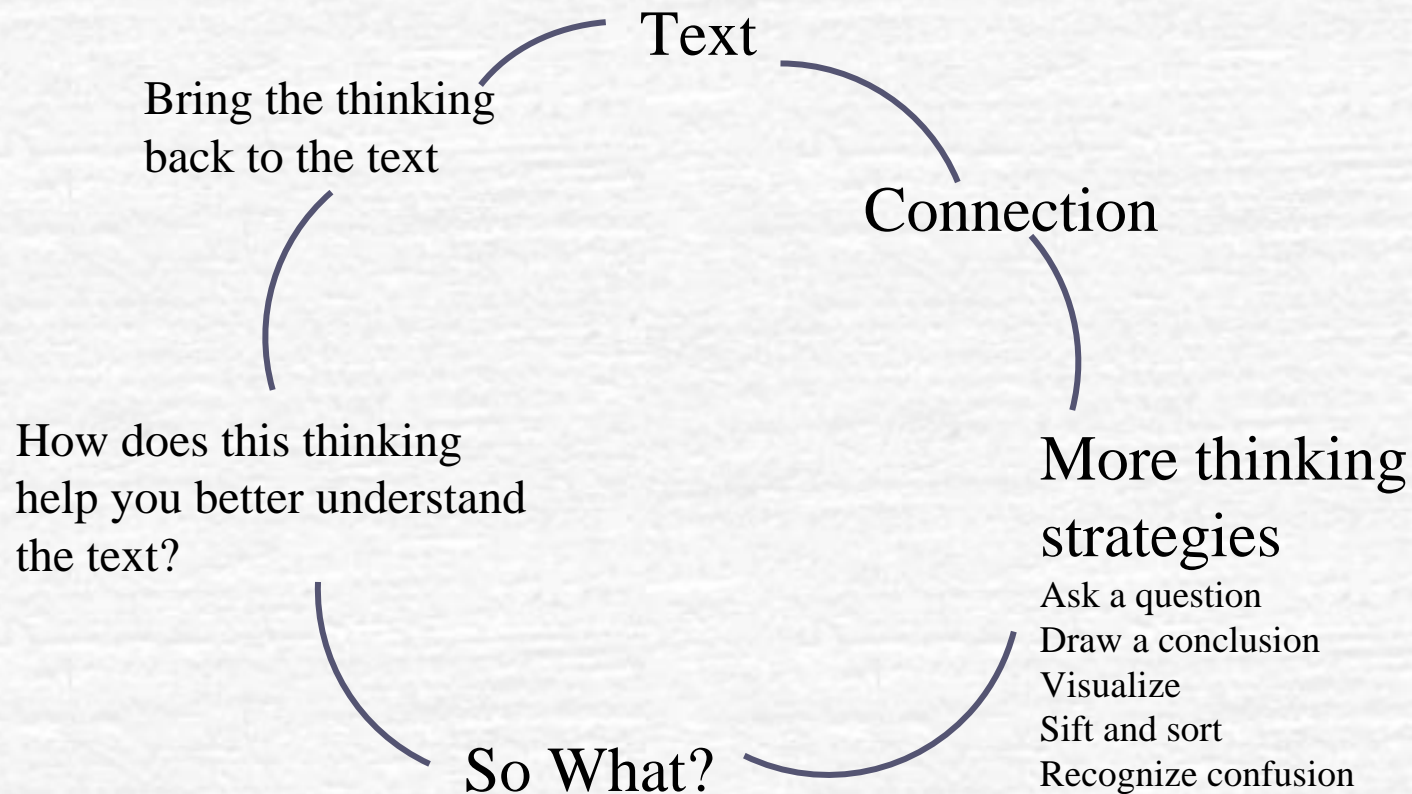 Text
Connection
More thinking
strategies
Ask a question
Draw a conclusion
Visualize
Sift and sort
Recognize confusion
So What?
How does this thinking
help you better understand
the text?
Bring the thinking
back to the text